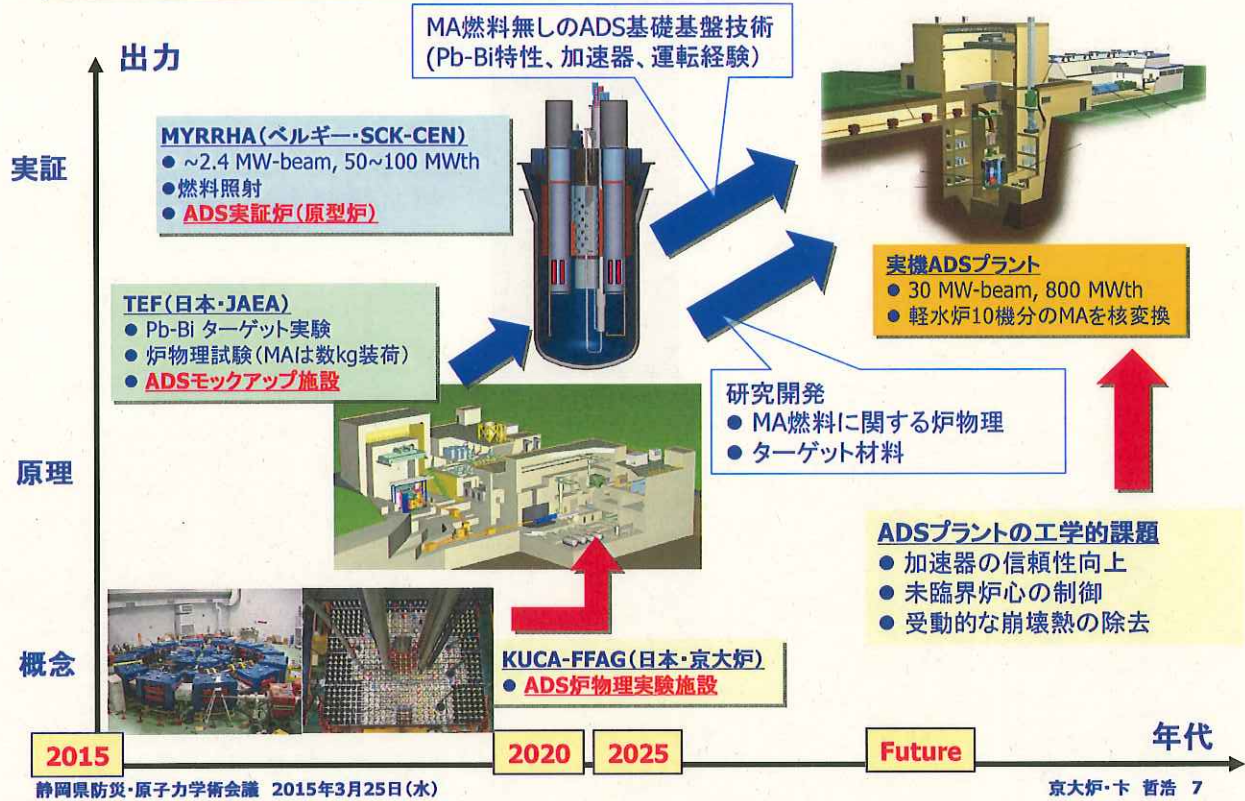 出力
MA燃料無しのADS基礎基盤技術
(Pb-Bi特性、加速器、運転経験)
実証
MYRRHA(ベルギー・SCK-CEN)
● ~2.4 MW-beam, 50~100 MWth
●燃料照射
● ADS実証炉(原型炉)
実機ADSプラント
● 30 MW-beam, 800 MWth
● 軽水炉10機分のMAを核変換
TEF(日本・JAEA)
● Pb-Bi ターゲット実験
● 炉物理試験(MAは数kg装荷)
● ADSモックアップ施設
研究開発
● MA燃料に関する炉物理
● ターゲット材料
原理
ADSプラントの工学的課題
● 加速器の信頼性向上
● 未臨界炉心の制御
● 受動的な崩壊熱の除去
概念
KUCA-FFAG(日本・京大炉)
● ADS炉物理実験施設
2015
2020
2025
Future
年代
静岡県防災・原子力学術会議 2015年3月25日(水)
京大炉・卞 哲浩 7